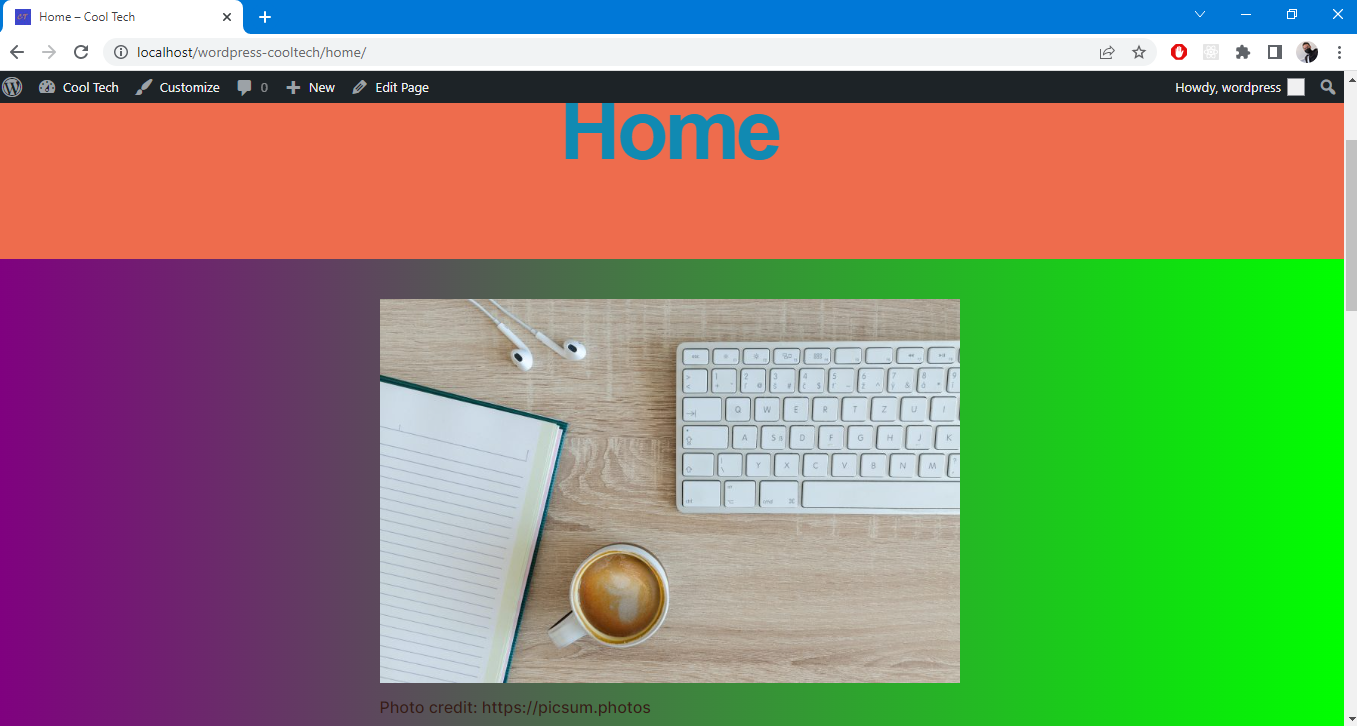 Home – Cool Tech
localhost/wordpress-cooltech/home/
Cool Tech Customize 0 New Edit Page Howdy, wordpress
Home
Q W E R T Z U I
A S D F G H J K
Y X C V B N M
cmd
Photo credit: https://picsum.photos